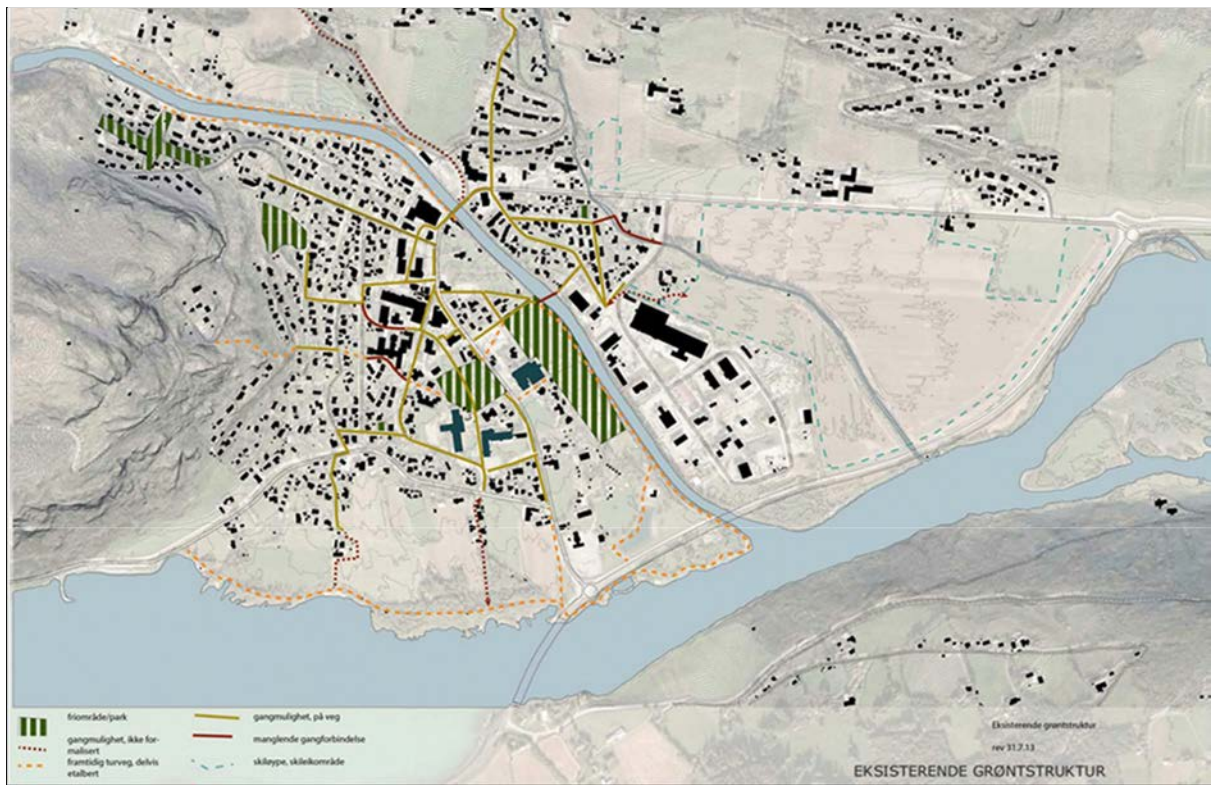 friområde/park
gangmulighet, ikke for-
malisert
framtidig turveg, delvis
etalbert
gangmulighet, på veg
manglende gangforbindelse
skiløype, skileikområde
Eksisterende grøntstruktur
rev 31.7.13
EKSISTERENDE GRØNTSTRUKTUR